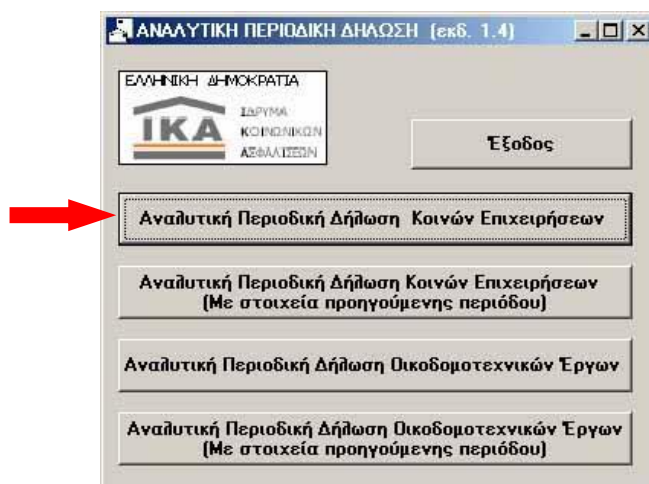 ΑΝΑΛΥΤΙΚΗ ΠΕΡΙΟΔΙΚΗ ΔΗΛΩΣΗ (εκδ. 1.4)
ΕΛΛΗΝΙΚΗ ΔΗΜΟΚΡΑΤΙΑ
ΙΚΑ
ΙΔΡΥΜΑ
ΚΟΙΝΩΝΙΚΩΝ
ΑΣΦΑΛΙΣΕΩΝ
Έξοδος
Αναλυτική Περιοδική Δήλωση Κοινών Επιχειρήσεων
Αναλυτική Περιοδική Δήλωση Κοινών Επιχειρήσεων
(Με στοιχεία προηγούμενης περιόδου)
Αναλυτική Περιοδική Δήλωση Οικοδομοτεχνικών Έργων
Αναλυτική Περιοδική Δήλωση Οικοδομοτεχνικών Έργων
(Με στοιχεία προηγούμενης περιόδου)